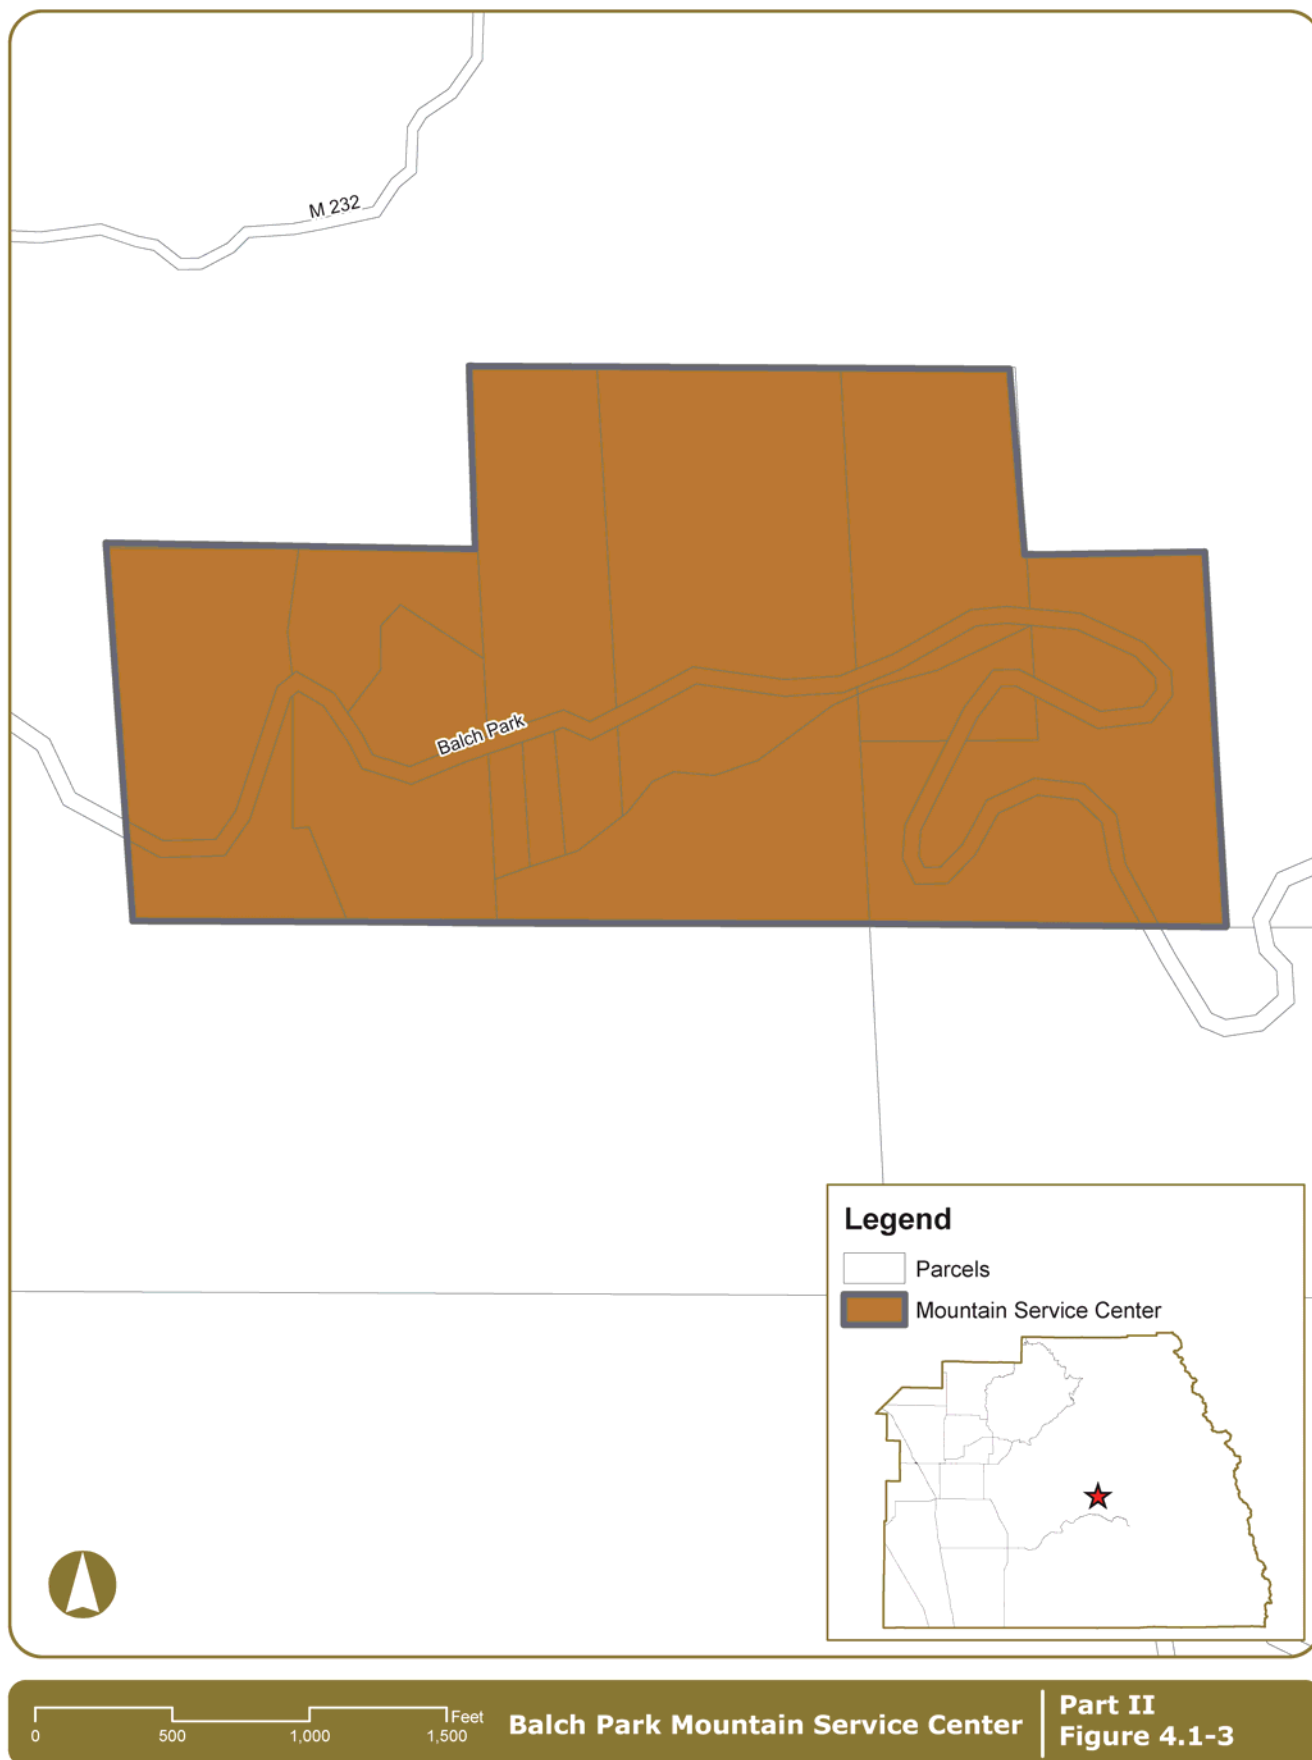 M 232
Balch Park
Legend
Parcels
Mountain Service Center
Feet
0 500 1,000 1,500
Balch Park Mountain Service Center
Part II
Figure 4.1-3